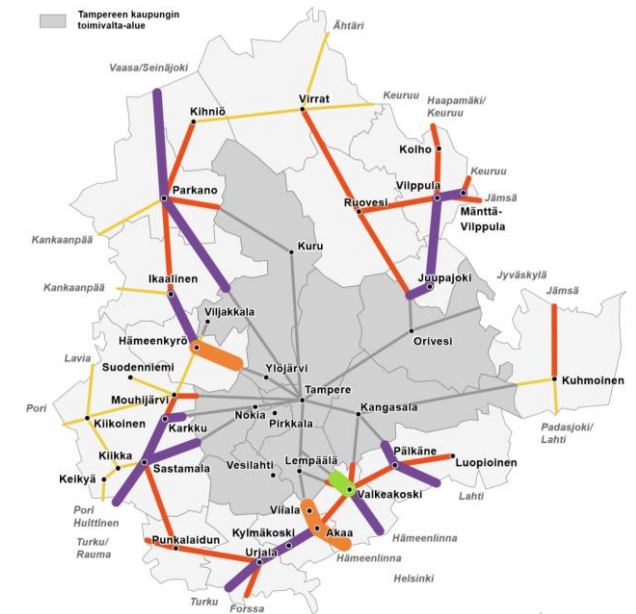 Tampereen kaupungin
toimivalta-alue
Ähtäri
Vaasa/Seinäjoki
Virrat
Keuruu
Haapamäki/
Keuruu
Kihniö
Kolho
Keuruu
Vilppula
Parkano
Jämsä
Ruovesi
Mänttä-
Vilppula
Kankaanpää
Kuru
Ikaalinen
Juupajoki
Jyväskylä
Kankaanpää
Jämsä
Viljakkala
Hämeenkyrö
Orivesi
Lavia
Suodenniemi
Ylöjärvi
Kuhmoinen
Mouhijärvi
Tampere
Pori
Nokia
Kangasala
Kiikoinen
Karkku
Pirkkala
Padasjoki/
Lahti
Kiikka
Lempäälä
Pälkäne
Sastamala
Vesilahti
Luopioinen
Keikyä
Valkeakoski
Lahti
Pori
Huittinen
Viiala
Turku/
Rauma
Kylmäkoski
Akaa
Hämeenlinna
Punkalaidun
Urjala
Hämeenlinna
Helsinki
Turku
Forssa